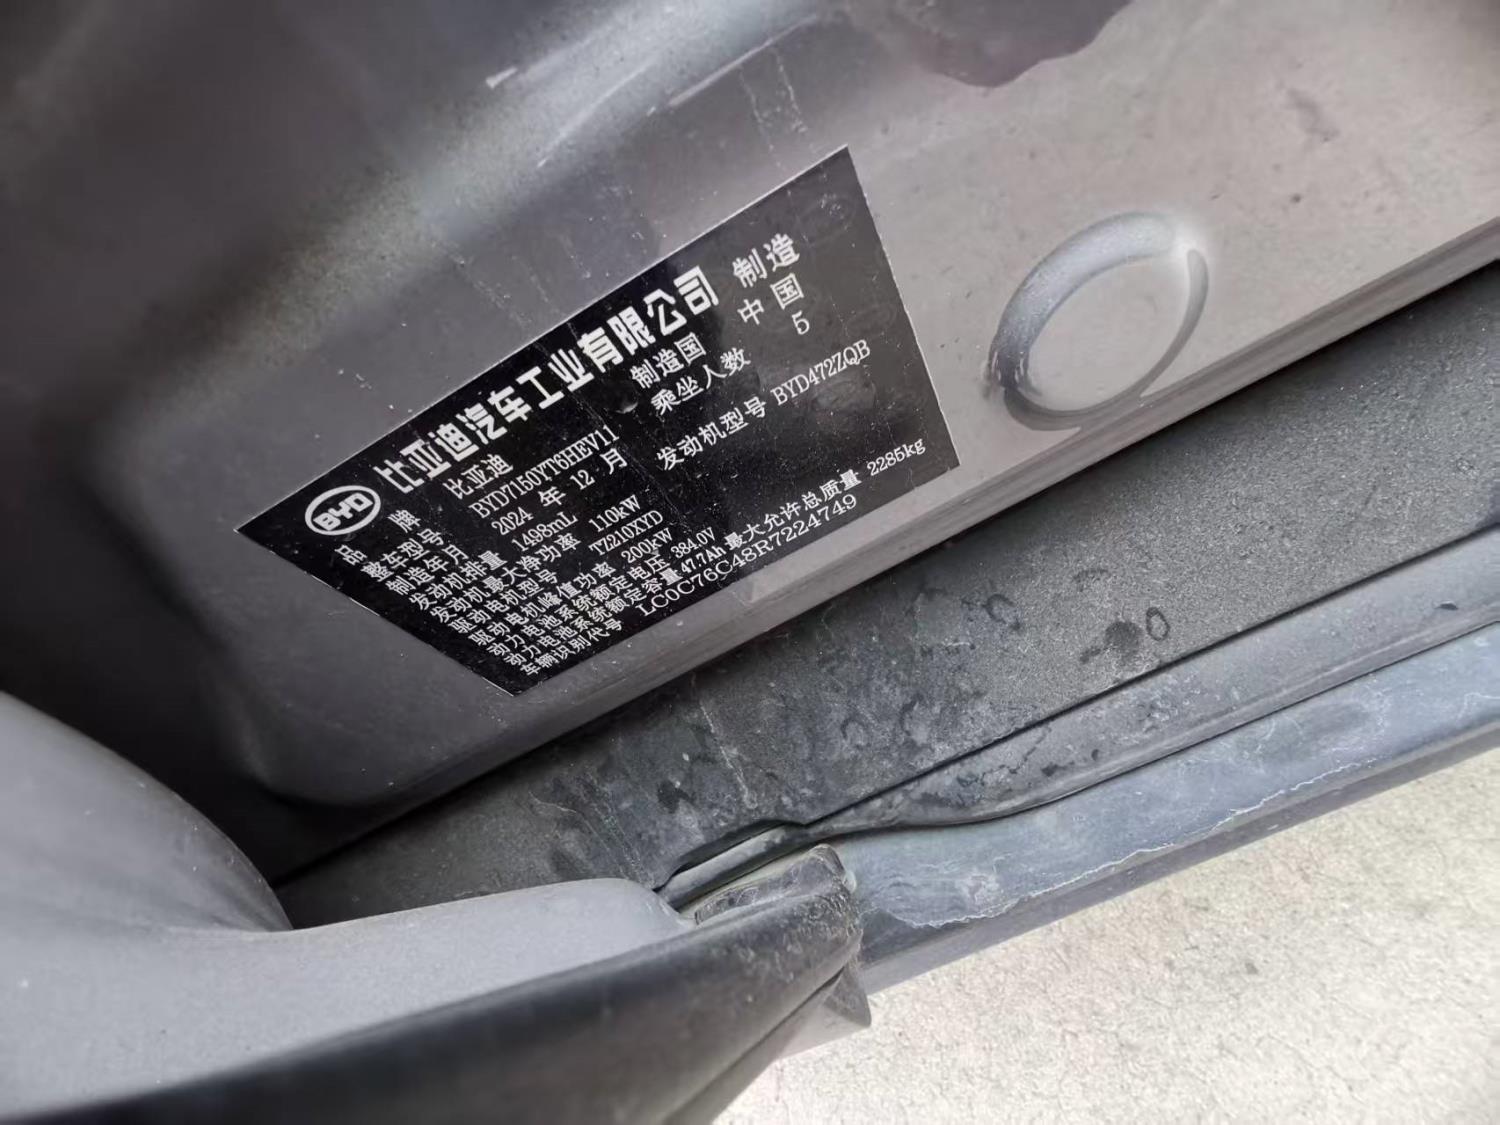 BYD 比亚迪汽车工业有限公司 制造
品牌 比亚迪 制造国 中国
整车型号 BYD7150YT6HEV11 乘坐人数 5
制造年月 2024 年 12 月 发动机型号 BYD472ZQB
发动机排量 1498mL
发动机最大净功率 110kW
驱动电机型号 TZ210XYD
驱动电机峰值功率 200kW
动力电池系统额定电压 384.0V
动力电池系统额定容量 47.7Ah 最大允许总质量 2285kg
车辆识别代号 LC0C76C48R7224749